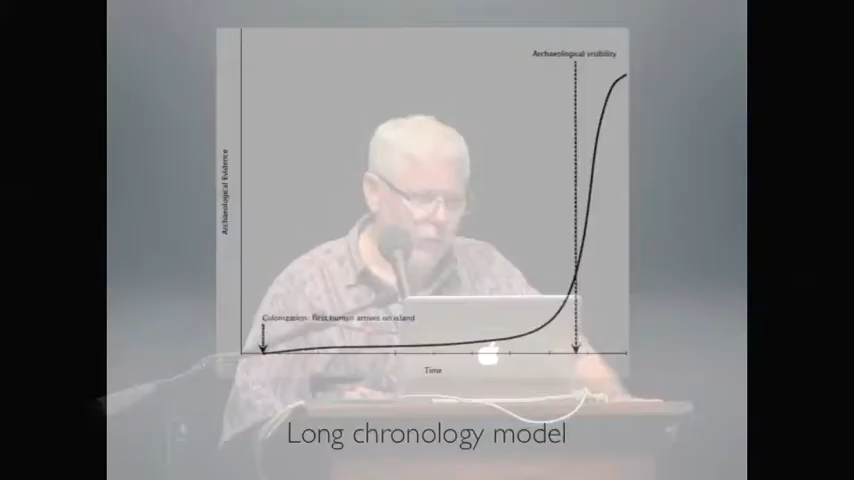 Archaeological visibility
Archaeological Evidence
Colonization: First human arrives on island
Time
Long chronology model